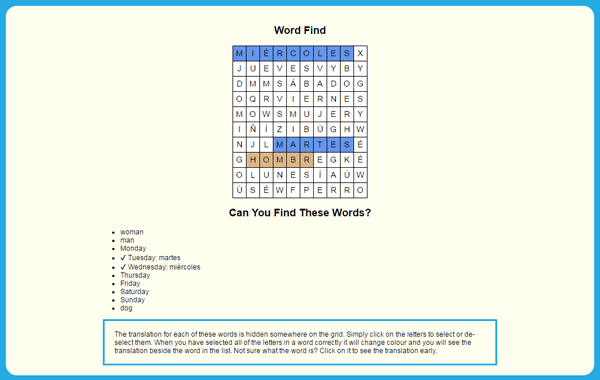 Word Find
M I É R C O L E S X
J U E V E S V Y B Y
D M M S Á B A D O G
O Q R V I E R N E S
M O W S M U J E R Y
I Ñ Í Z I B Ü G H W
N J L M A R T E S É
G H O M B R E G K É
O L U N E S Í A Ü W
Ú S É W F P E R R O
Can You Find These Words?
woman
man
Monday
✓ Tuesday: martes
✓ Wednesday: miércoles
Thursday
Friday
Saturday
Sunday
dog
The translation for each of these words is hidden somewhere on the grid. Simply click on the letters to select or de-
select them. When you have selected all of the letters in a word correctly it will change colour and you will see the
translation beside the word in the list. Not sure what the word is? Click on it to see the translation early.